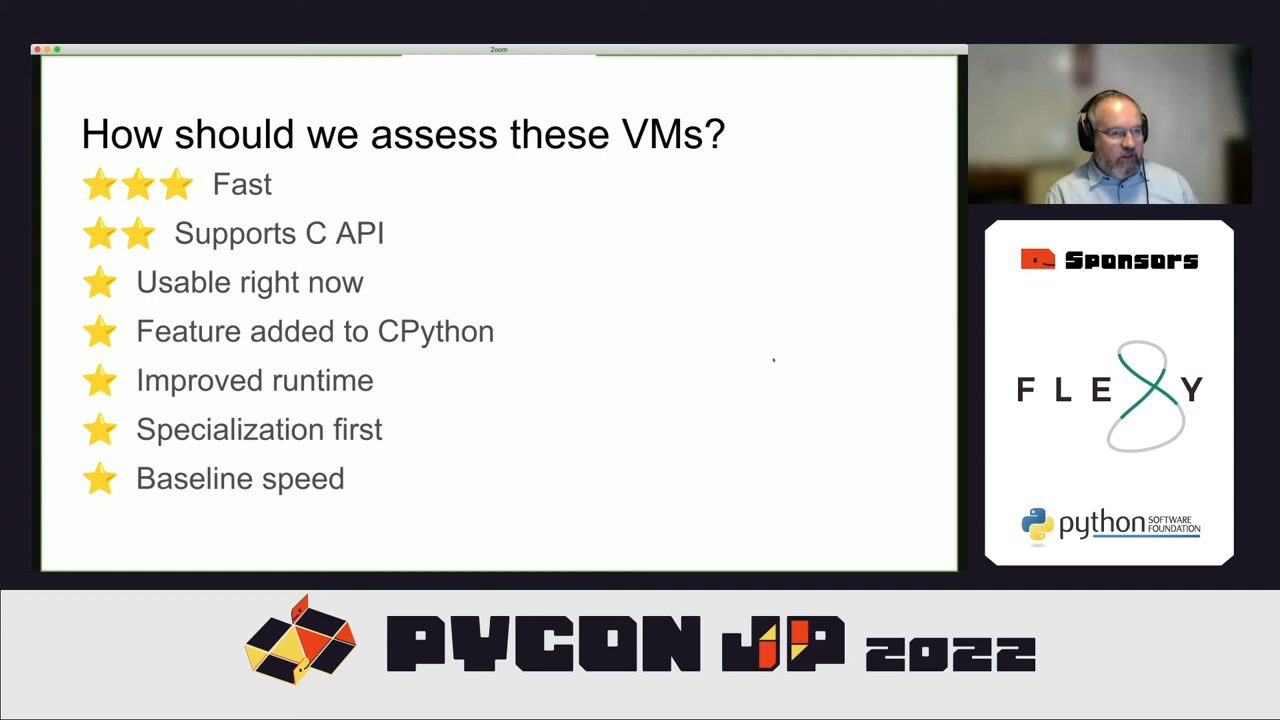 Zoom
How should we assess these VMs?
⭐⭐⭐ Fast
⭐⭐ Supports C API
⭐ Usable right now
⭐ Feature added to CPython
⭐ Improved runtime
⭐ Specialization first
⭐ Baseline speed
Sponsors
FLE8Y
python SOFTWARE FOUNDATION
PYCON JP 2022